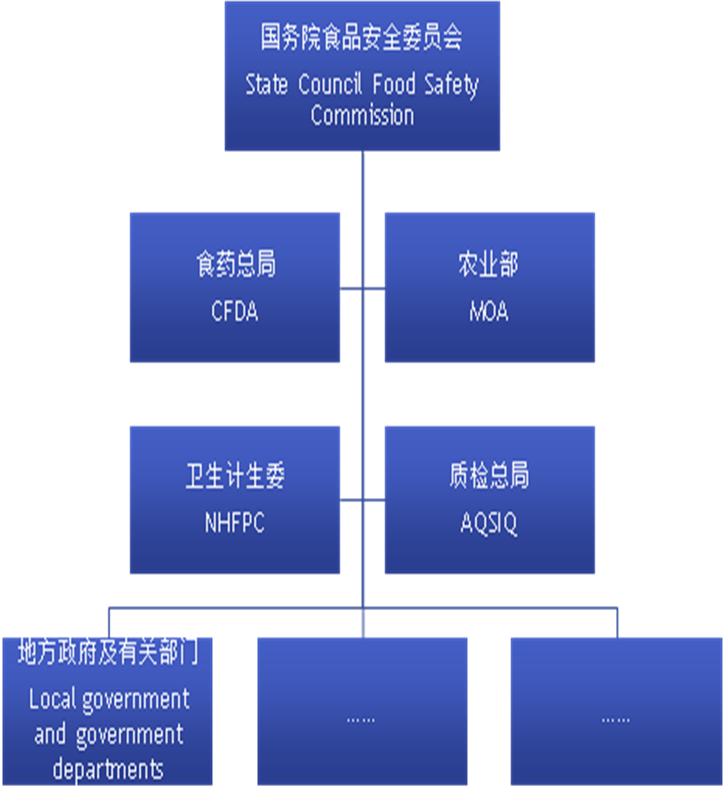 国务院食品安全委员会
State Council Food Safety
Commission
食药总局
CFDA
农业部
MOA
卫生计生委
NHFPC
质检总局
AQSIQ
地方政府及有关部门
Local government
and government
departments
……
……